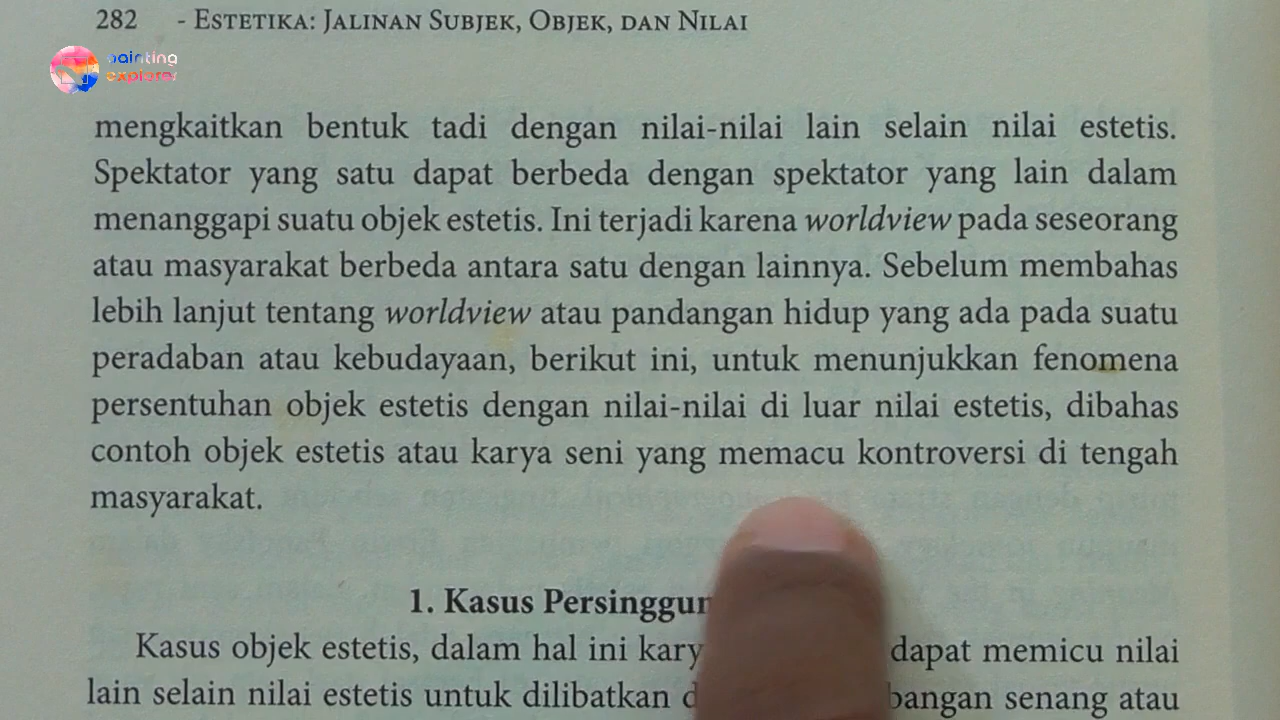 282 - Estetika: Jalinan Subjek, Objek, dan Nilai
painting
explorer
mengkaitkan bentuk tadi dengan nilai-nilai lain selain nilai estetis.
Spektator yang satu dapat berbeda dengan spektator yang lain dalam
menanggapi suatu objek estetis. Ini terjadi karena worldview pada seseorang
atau masyarakat berbeda antara satu dengan lainnya. Sebelum membahas
lebih lanjut tentang worldview atau pandangan hidup yang ada pada suatu
peradaban atau kebudayaan, berikut ini, untuk menunjukkan fenomena
persentuhan objek estetis dengan nilai-nilai di luar nilai estetis, dibahas
contoh objek estetis atau karya seni yang memacu kontroversi di tengah
masyarakat.
1. Kasus
Kasus objek estetis, dalam hal ini dapat memicu nilai
lain selain nilai estetis untuk dilibatkan senang atau